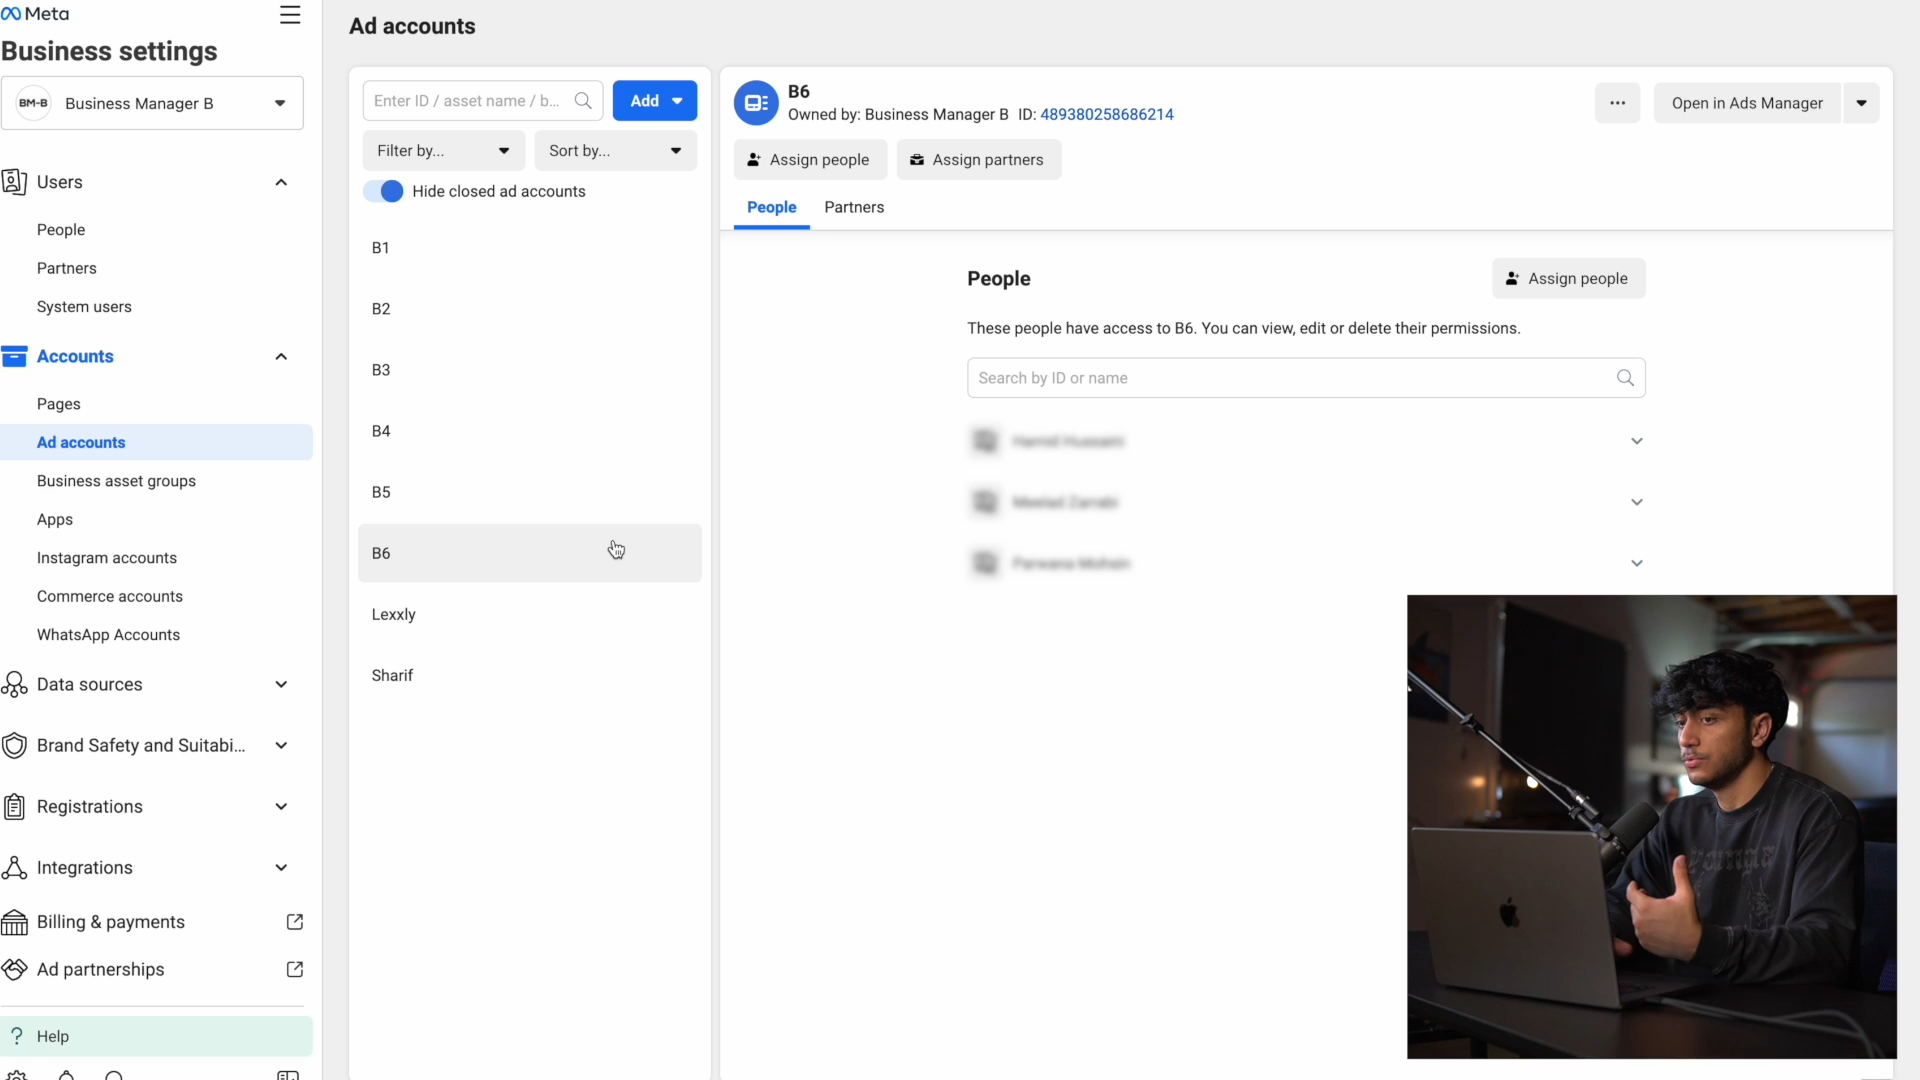 Meta
Business settings
BM-B
Business Manager B
Users
People
Partners
System users
Accounts
Pages
Ad accounts
Business asset groups
Apps
Instagram accounts
Commerce accounts
WhatsApp Accounts
Data sources
Brand Safety and Suitabi...
Registrations
Integrations
Billing & payments
Ad partnerships
? Help
Ad accounts
Enter ID / asset name / b...
Add
Filter by...
Sort by...
Hide closed ad accounts
B1
B2
B3
B4
B5
B6
Lexxly
Sharif
B6
Owned by: Business Manager B ID: 489380258686214
...
Open in Ads Manager
Assign people
Assign partners
People
Partners
People
Assign people
These people have access to B6. You can view, edit or delete their permissions.
Search by ID or name